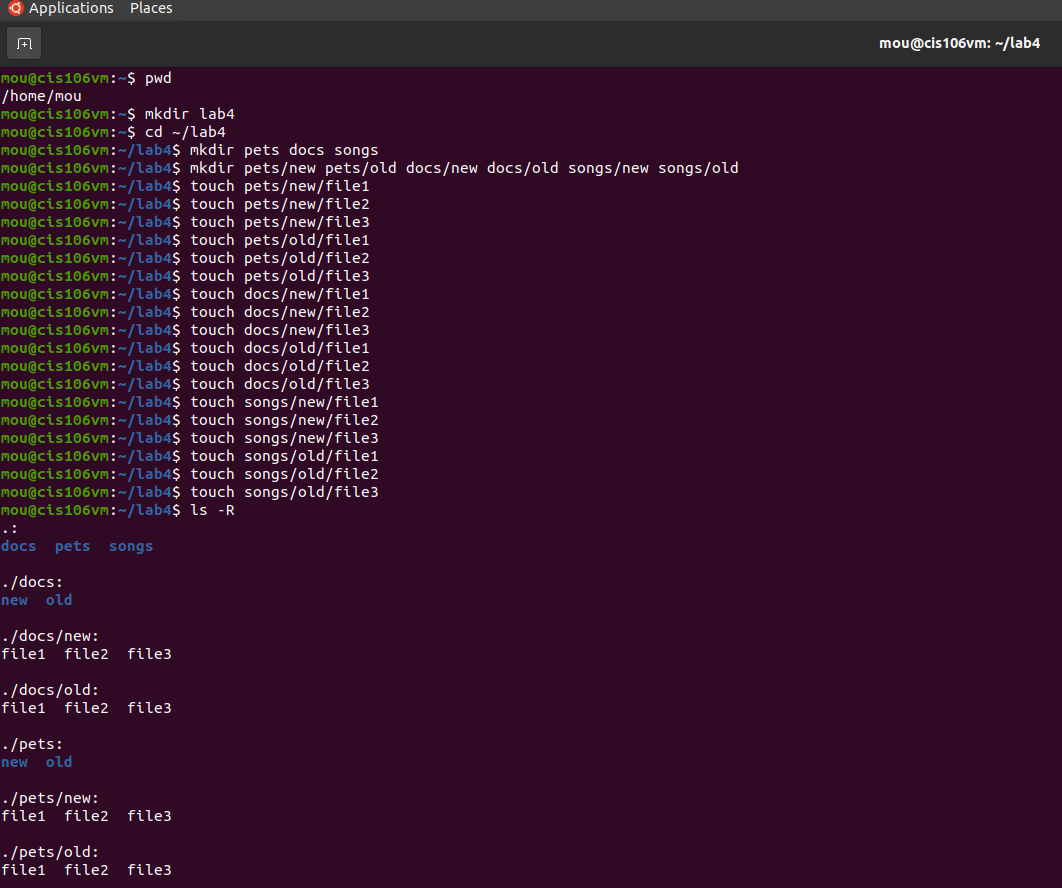 Applications Places
mou@cis106vm: ~/lab4
mou@cis106vm:~$ pwd
/home/mou
mou@cis106vm:~$ mkdir lab4
mou@cis106vm:~$ cd ~/lab4
mou@cis106vm:~/lab4$ mkdir pets docs songs
mou@cis106vm:~/lab4$ mkdir pets/new pets/old docs/new docs/old songs/new songs/old
mou@cis106vm:~/lab4$ touch pets/new/file1
mou@cis106vm:~/lab4$ touch pets/new/file2
mou@cis106vm:~/lab4$ touch pets/new/file3
mou@cis106vm:~/lab4$ touch pets/old/file1
mou@cis106vm:~/lab4$ touch pets/old/file2
mou@cis106vm:~/lab4$ touch pets/old/file3
mou@cis106vm:~/lab4$ touch docs/new/file1
mou@cis106vm:~/lab4$ touch docs/new/file2
mou@cis106vm:~/lab4$ touch docs/new/file3
mou@cis106vm:~/lab4$ touch docs/old/file1
mou@cis106vm:~/lab4$ touch docs/old/file2
mou@cis106vm:~/lab4$ touch docs/old/file3
mou@cis106vm:~/lab4$ touch songs/new/file1
mou@cis106vm:~/lab4$ touch songs/new/file2
mou@cis106vm:~/lab4$ touch songs/new/file3
mou@cis106vm:~/lab4$ touch songs/old/file1
mou@cis106vm:~/lab4$ touch songs/old/file2
mou@cis106vm:~/lab4$ touch songs/old/file3
mou@cis106vm:~/lab4$ ls -R
.:
docs  pets  songs

./docs:
new  old

./docs/new:
file1  file2  file3

./docs/old:
file1  file2  file3

./pets:
new  old

./pets/new:
file1  file2  file3

./pets/old:
file1  file2  file3